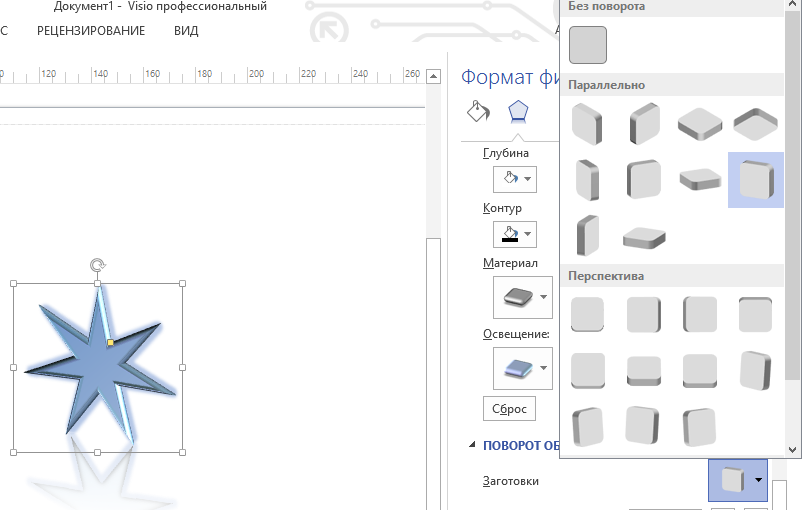 Документ1 - Visio профессиональный
С РЕЦЕНЗИРОВАНИЕ ВИД
120 140 160 180 200 220 240 260
Формат фи
Глубина
Контур
Материал
Освещение:
Сброс
ПОВОРОТ ОБ
Заготовки
Без поворота
Параллельно
Перспектива